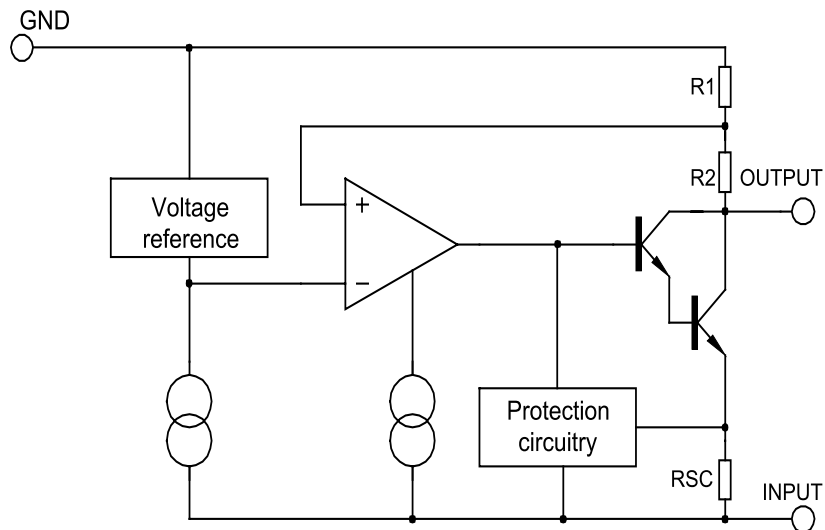 GND
R1
R2
OUTPUT
Voltage
reference
+
−
Protection
circuitry
RSC
INPUT